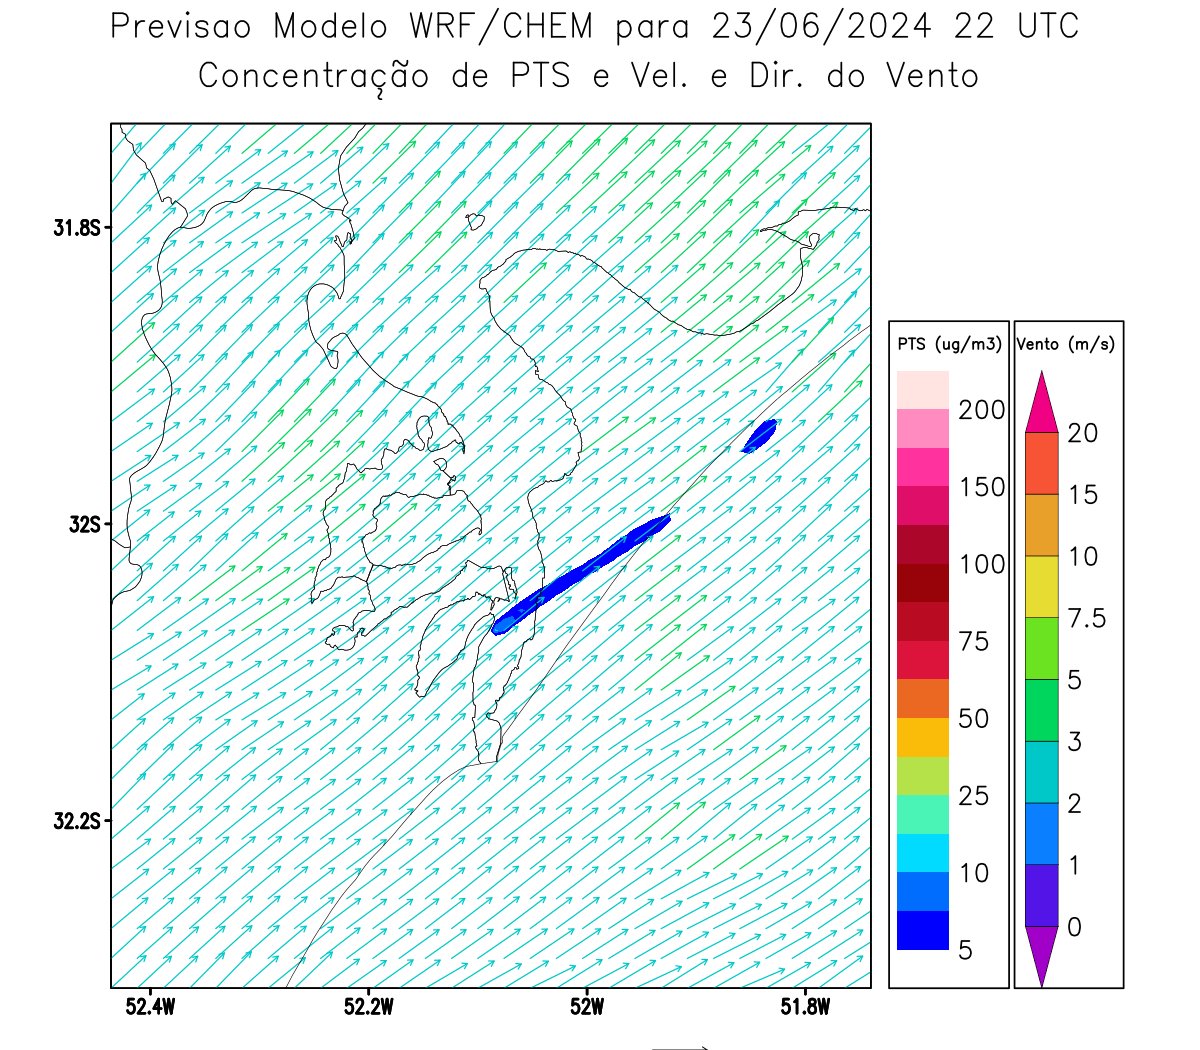 Previsao Modelo WRF/CHEM para 23/06/2024 22 UTC
Concentração de PTS e Vel. e Dir. do Vento
31.8S
32S
32.2S
52.4W 52.2W 52W 51.8W
PTS (ug/m3)
200
150
100
75
50
25
10
5
Vento (m/s)
20
15
10
7.5
5
3
2
1
0